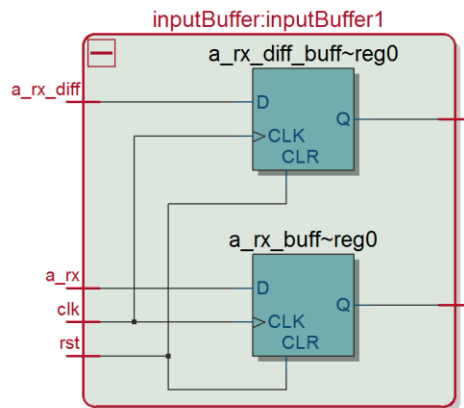 inputBuffer:inputBuffer1
a_rx_diff_buff~reg0
a_rx_diff
D
Q
CLK
CLR
a_rx_buff~reg0
a_rx
D
Q
clk
CLK
rst
CLR